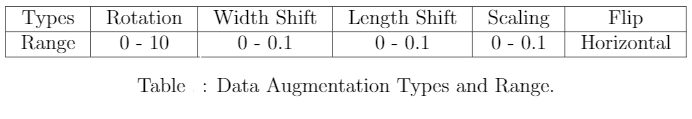 Types Rotation Width Shift Length Shift Scaling Flip
Range 0 - 10 0 - 0.1 0 - 0.1 0 - 0.1 Horizontal
Table : Data Augmentation Types and Range.